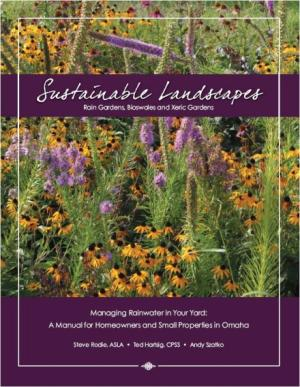 Sustainable Landscapes
Rain Gardens, Bioswales and Xeric Gardens
Managing Rainwater in Your Yard:
A Manual for Homeowners and Small Properties in Omaha
Steve Rodie, ASLA • Ted Hartsig, CPSS • Andy Szatko